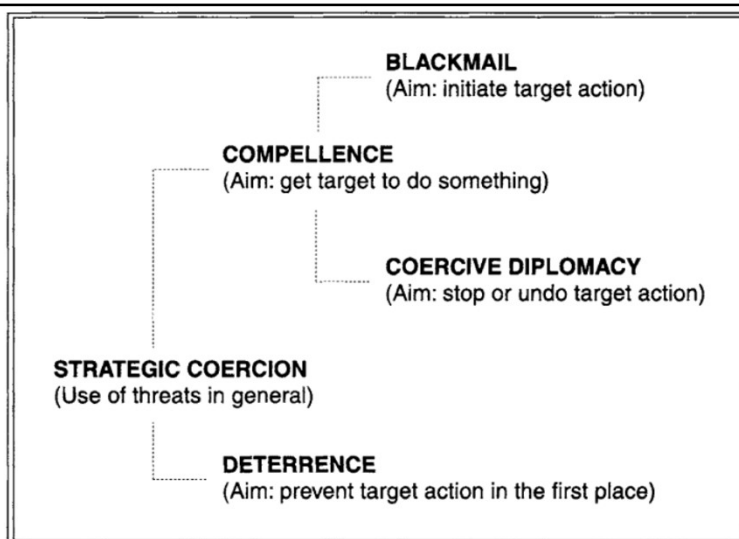 BLACKMAIL
(Aim: initiate target action)
COMPELLENCE
(Aim: get target to do something)
COERCIVE DIPLOMACY
(Aim: stop or undo target action)
STRATEGIC COERCION
(Use of threats in general)
DETERRENCE
(Aim: prevent target action in the first place)